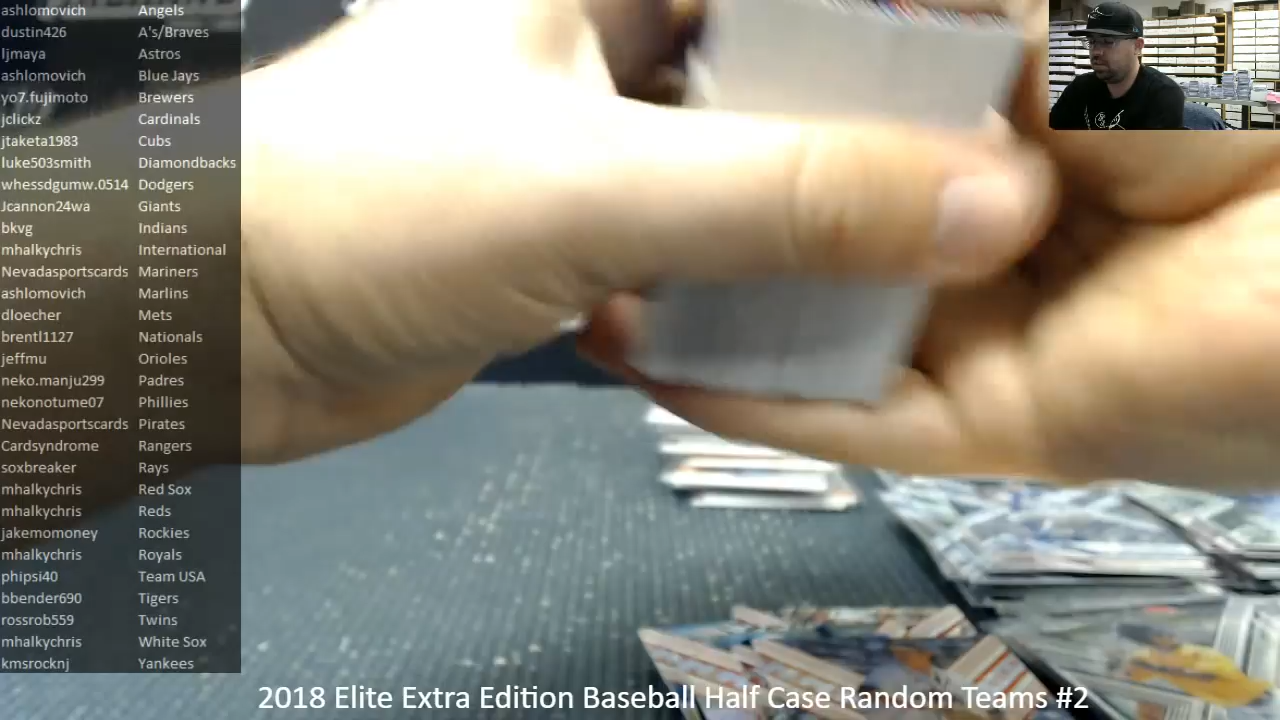 ashlomovich Angels
dustin426 A's/Braves
ljmaya Astros
ashlomovich Blue Jays
yo7.fujimoto Brewers
jclickz Cardinals
jtaketa1983 Cubs
luke503smith Diamondbacks
whessdgumw.0514 Dodgers
Jcannon24wa Giants
bkvg Indians
mhalkychris International
Nevadasportscards Mariners
ashlomovich Marlins
dloecher Mets
brentl1127 Nationals
jeffmu Orioles
neko.manju299 Padres
nekonotume07 Phillies
Nevadasportscards Pirates
Cardsyndrome Rangers
soxbreaker Rays
mhalkychris Red Sox
mhalkychris Reds
jakemomoney Rockies
mhalkychris Royals
phipsi40 Team USA
bbender690 Tigers
rossrob559 Twins
mhalkychris White Sox
kmsrocknj Yankees
2018 Elite Extra Edition Baseball Half Case Random Teams #2